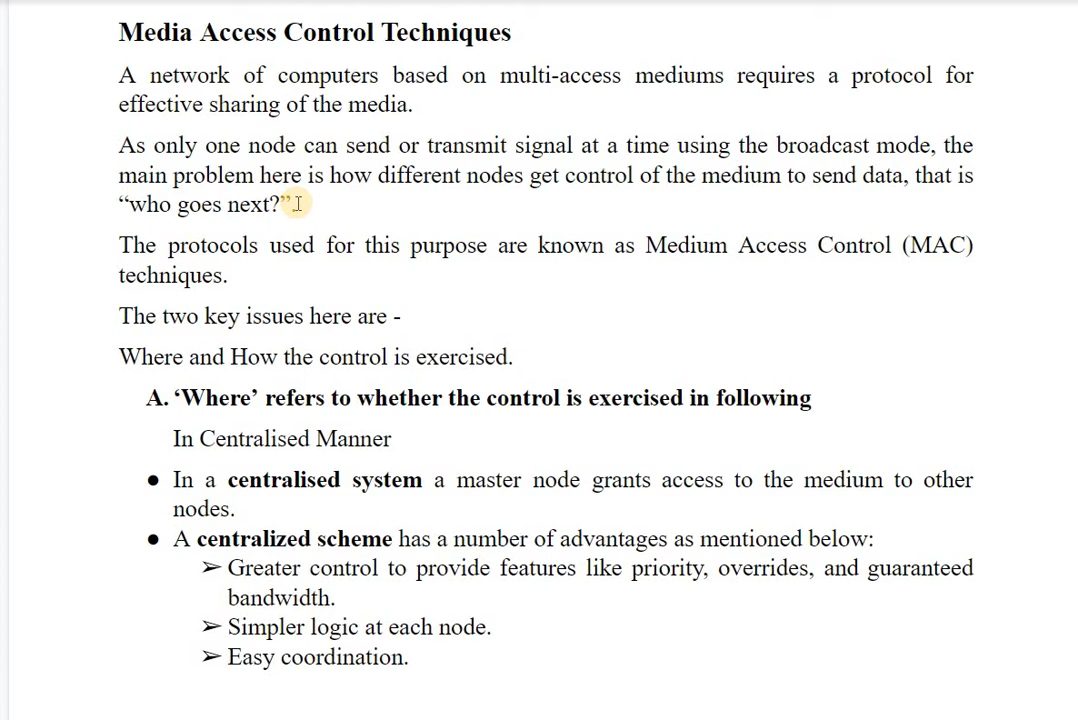 Media Access Control Techniques
A network of computers based on multi-access mediums requires a protocol for
effective sharing of the media.
As only one node can send or transmit signal at a time using the broadcast mode, the
main problem here is how different nodes get control of the medium to send data, that is
“who goes next?”
The protocols used for this purpose are known as Medium Access Control (MAC)
techniques.
The two key issues here are -
Where and How the control is exercised.
A. ‘Where’ refers to whether the control is exercised in following
In Centralised Manner
● In a centralised system a master node grants access to the medium to other
nodes.
● A centralized scheme has a number of advantages as mentioned below:
➢ Greater control to provide features like priority, overrides, and guaranteed
bandwidth.
➢ Simpler logic at each node.
➢ Easy coordination.